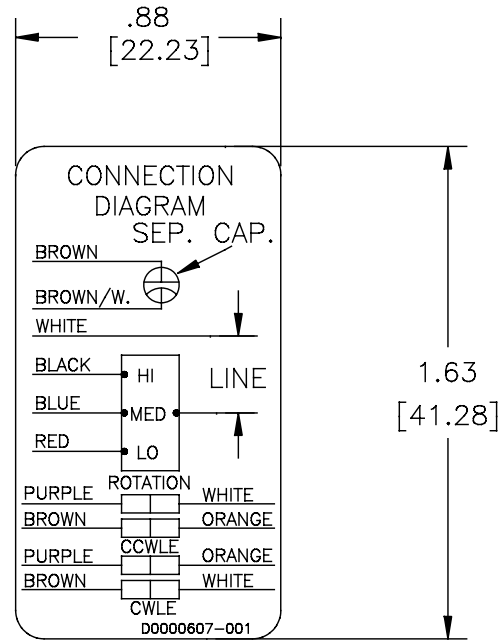 .88
[22.23]
CONNECTION
DIAGRAM
SEP. CAP.
BROWN
BROWN/W.
WHITE
BLACK HI
LINE
BLUE MED
RED LO
1.63
[41.28]
ROTATION
PURPLE WHITE
BROWN ORANGE
CCWLE
PURPLE ORANGE
BROWN WHITE
CWLE
D0000607-001